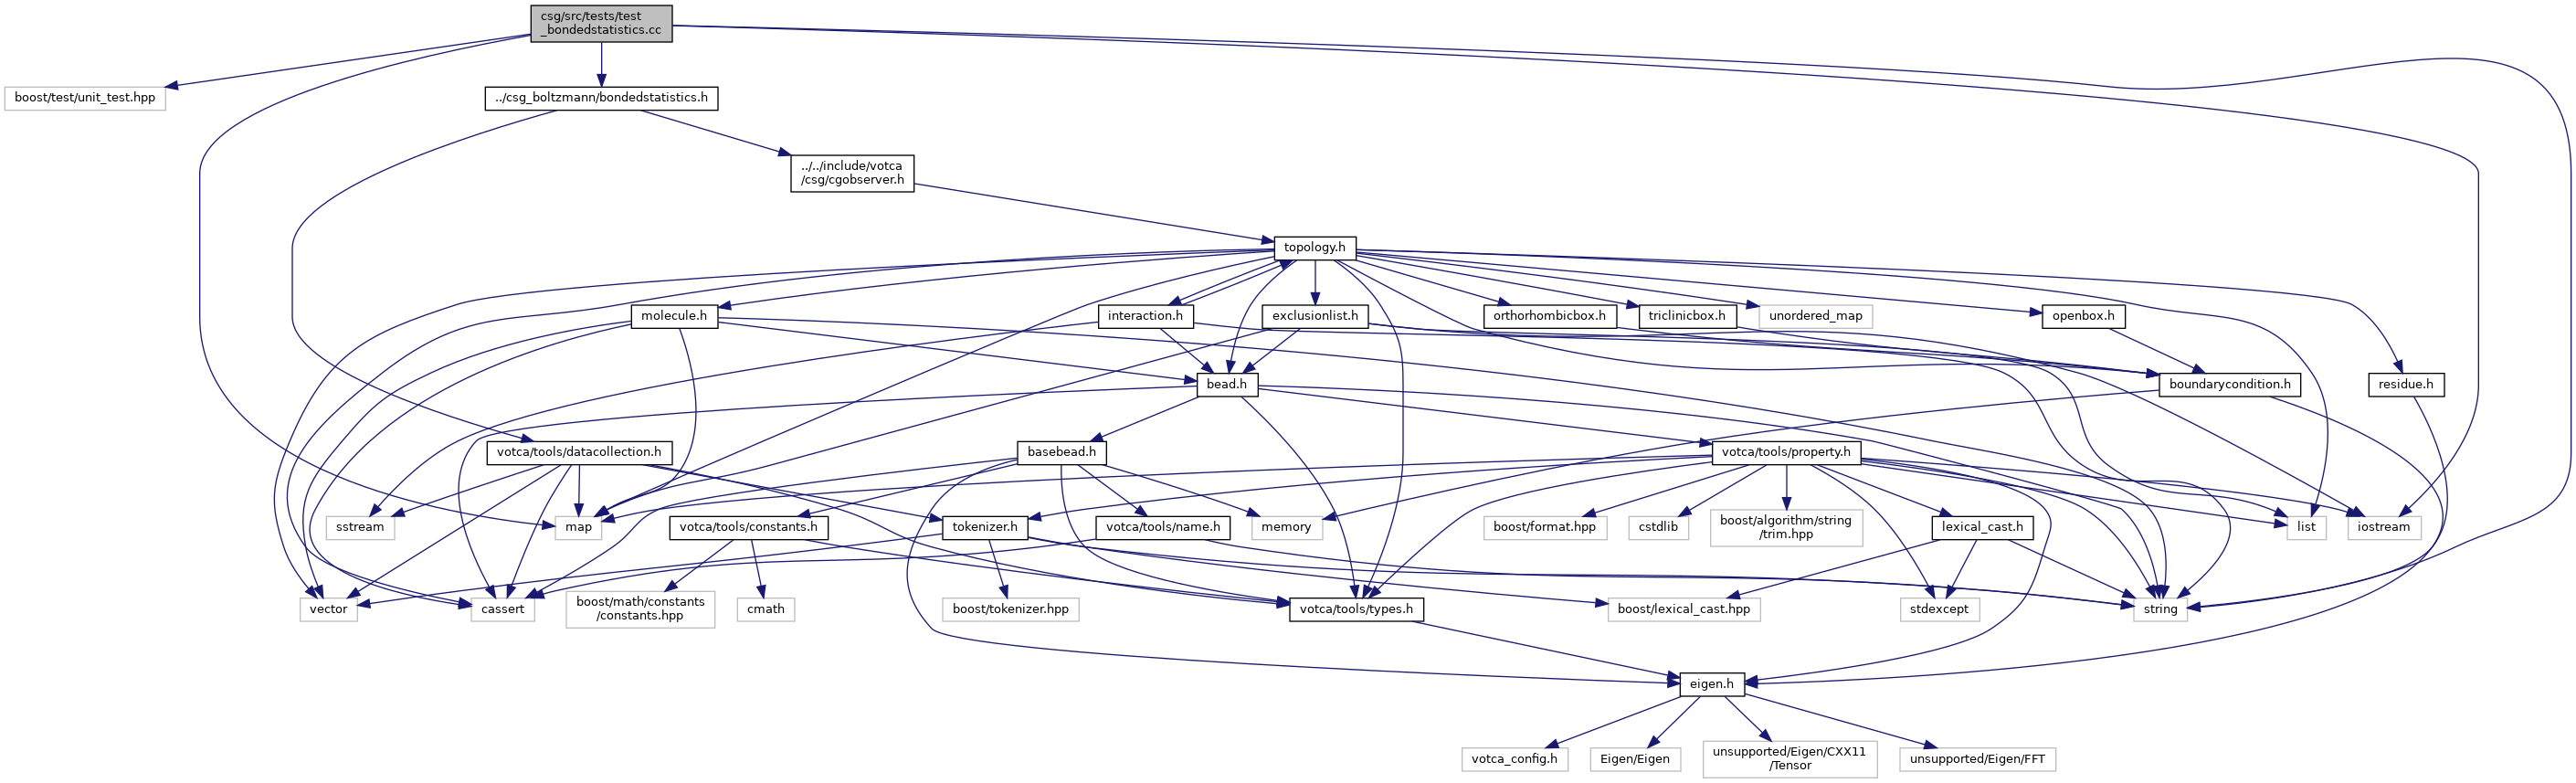 csg/src/tests/test
_bondedstatistics.cc
boost/test/unit_test.hpp
../csg_boltzmann/bondedstatistics.h
../../include/votca
/csg/cgobserver.h
topology.h
molecule.h
interaction.h
exclusionlist.h
orthorhombicbox.h
triclinicbox.h
unordered_map
openbox.h
bead.h
boundarycondition.h
residue.h
votca/tools/datacollection.h
basebead.h
votca/tools/property.h
sstream
map
votca/tools/constants.h
tokenizer.h
votca/tools/name.h
memory
boost/format.hpp
cstdlib
boost/algorithm/string
/trim.hpp
lexical_cast.h
list
iostream
vector
cassert
boost/math/constants
/constants.hpp
cmath
boost/tokenizer.hpp
votca/tools/types.h
boost/lexical_cast.hpp
stdexcept
string
eigen.h
votca_config.h
Eigen/Eigen
unsupported/Eigen/CXX11
/Tensor
unsupported/Eigen/FFT